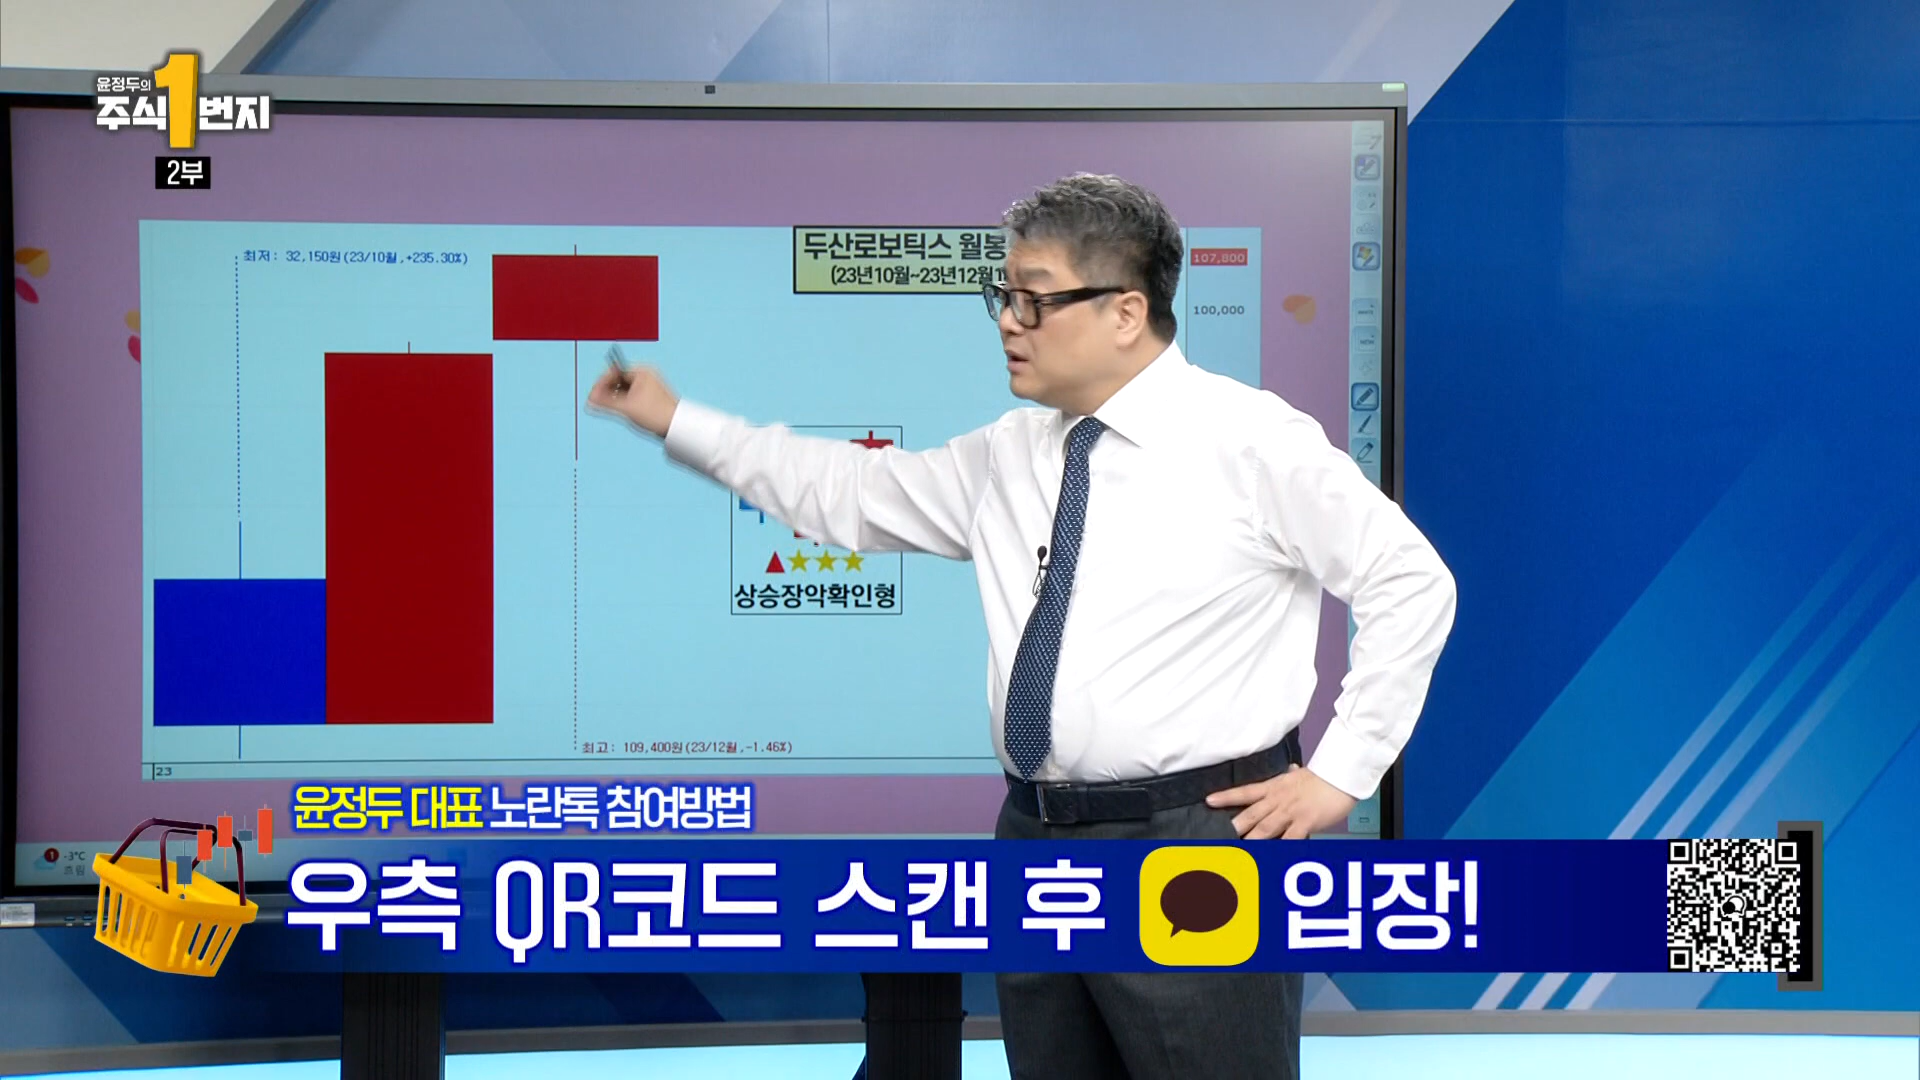 윤정두의
주식1번지
2부
최저: 32,150원(23/10월,+235.30%)
두산로보틱스 월봉
(23년10월~23년12월
107,800
100,000
상승장악확인형
최고: 109,400원(23/12월,-1.46%)
23
1
-3°C
흐림
윤정두 대표 노란톡 참여방법
우측 QR코드 스캔 후 입장!